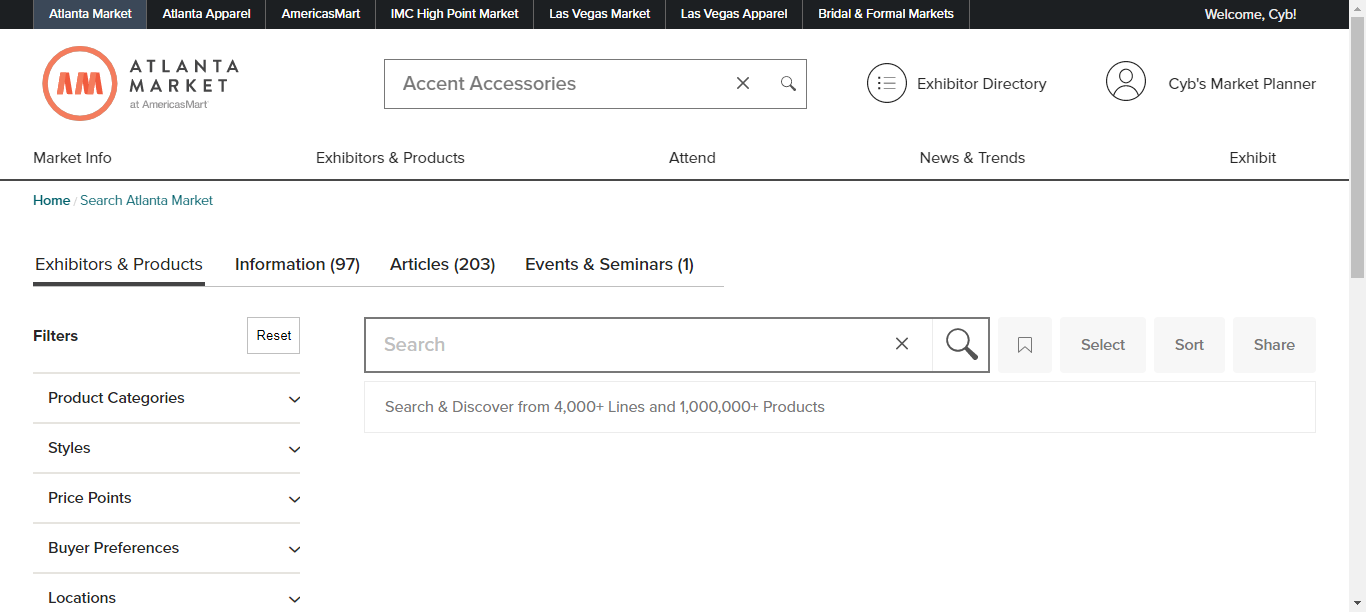 Atlanta Market Atlanta Apparel AmericasMart IMC High Point Market Las Vegas Market Las Vegas Apparel Bridal & Formal Markets Welcome, Cyb!
AM ATLANTA
MARKET
at AmericasMart
Accent Accessories
Exhibitor Directory
Cyb's Market Planner
Market Info Exhibitors & Products Attend News & Trends Exhibit
Home / Search Atlanta Market
Exhibitors & Products Information (97) Articles (203) Events & Seminars (1)
Filters Reset
Search
Select Sort Share
Search & Discover from 4,000+ Lines and 1,000,000+ Products
Product Categories
Styles
Price Points
Buyer Preferences
Locations